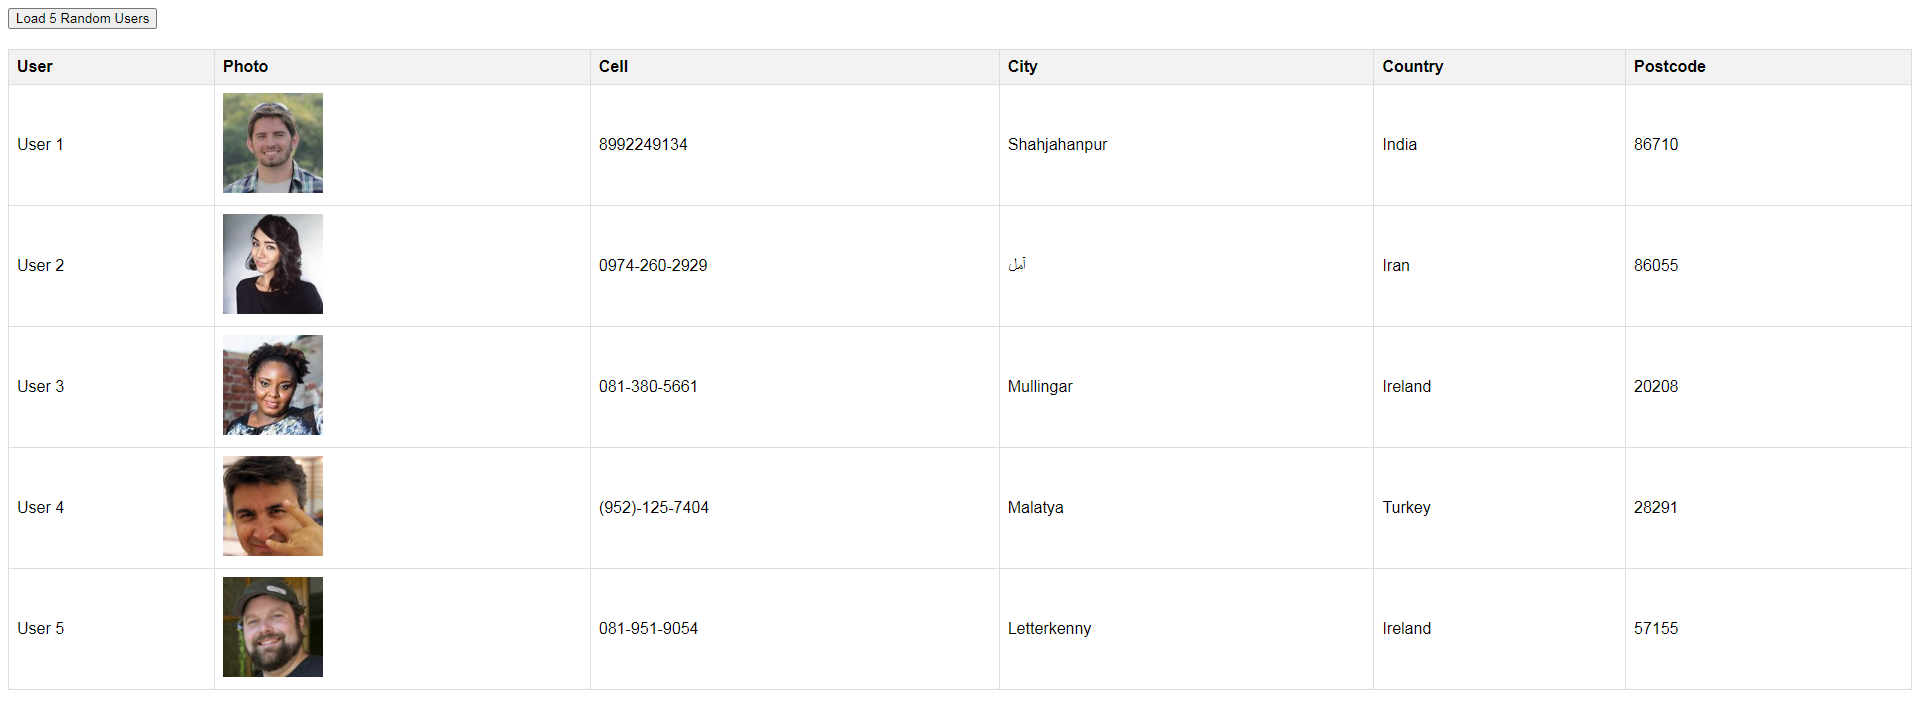 Load 5 Random Users
User Photo Cell City Country Postcode
User 1 8992249134 Shahjahanpur India 86710
User 2 0974-260-2929 آمل Iran 86055
User 3 081-380-5661 Mullingar Ireland 20208
User 4 (952)-125-7404 Malatya Turkey 28291
User 5 081-951-9054 Letterkenny Ireland 57155